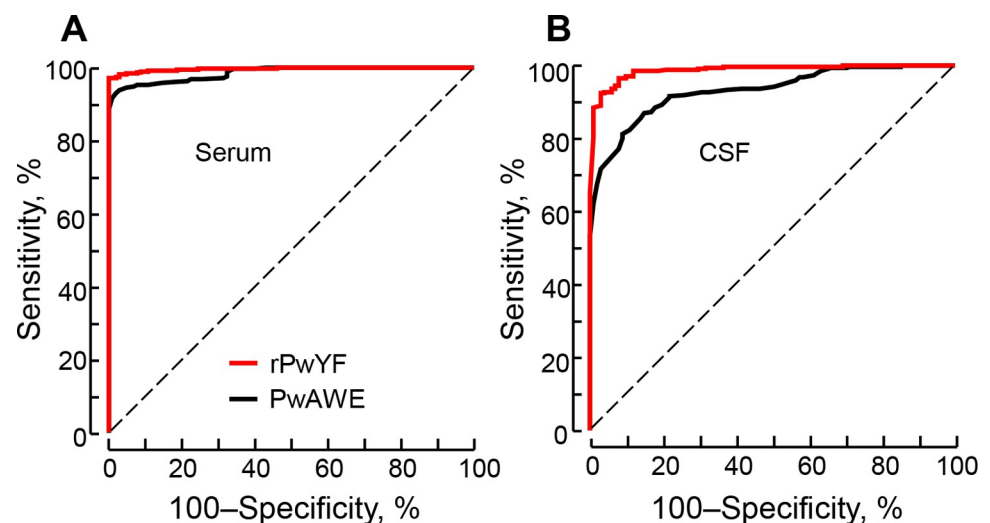 A
Sensitivity, %
100
80
60
40
20
0
Serum
rPwYF
PwAWE
0 20 40 60 80 100
100–Specificity, %
B
Sensitivity, %
100
80
60
40
20
0
CSF
0 20 40 60 80 100
100–Specificity, %